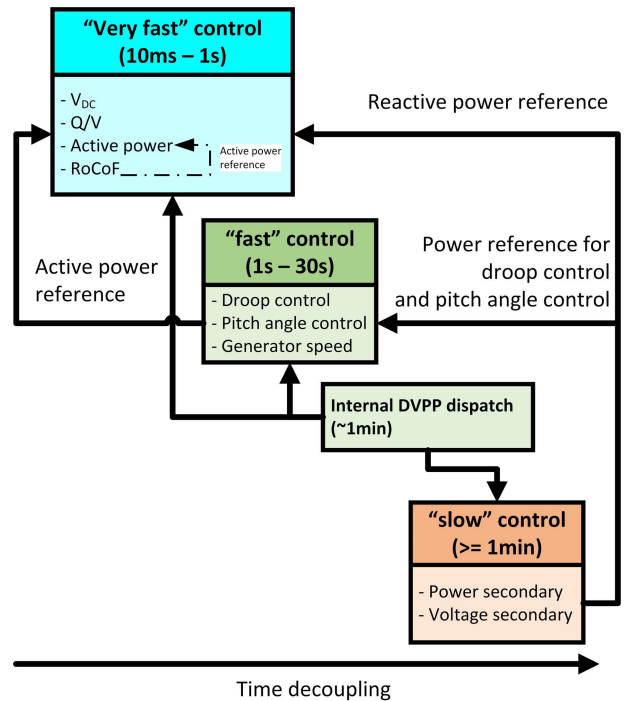 “Very fast” control
(10ms – 1s)
- VDC
- Q/V
- Active power
- RoCoF
Active power
reference
Reactive power reference
“fast” control
(1s – 30s)
- Droop control
- Pitch angle control
- Generator speed
Active power
reference
Power reference for
droop control
and pitch angle control
Internal DVPP dispatch
(~1min)
“slow” control
(>= 1min)
- Power secondary
- Voltage secondary
Time decoupling